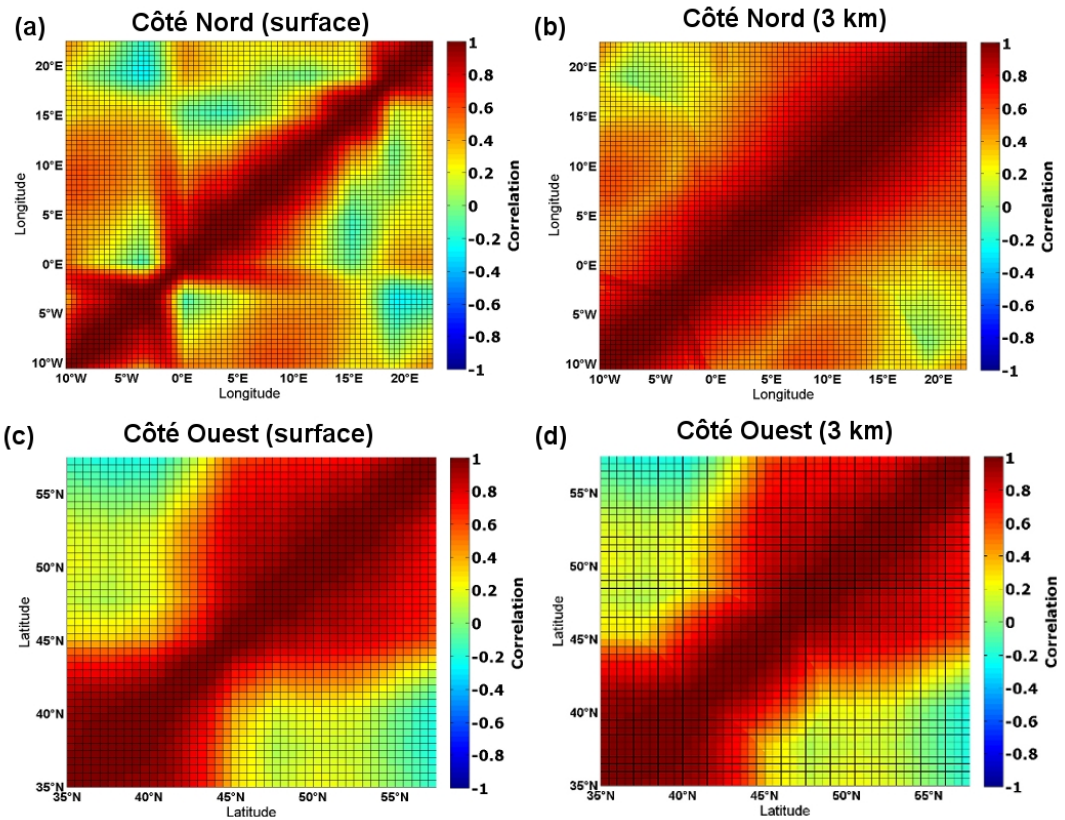 (a) Côté Nord (surface)
20°E
15°E
10°E
5°E
0°E
5°W
10°W
Longitude
10°W 5°W 0°E 5°E 10°E 15°E 20°E
Longitude
1
0.8
0.6
0.4
0.2
0
-0.2
-0.4
-0.6
-0.8
-1
Correlation
(b) Côté Nord (3 km)
20°E
15°E
10°E
5°E
0°E
5°W
10°W
Longitude
10°W 5°W 0°E 5°E 10°E 15°E 20°E
Longitude
1
0.8
0.6
0.4
0.2
0
-0.2
-0.4
-0.6
-0.8
-1
Correlation
(c) Côté Ouest (surface)
55°N
50°N
45°N
40°N
35°N
Latitude
35°N 40°N 45°N 50°N 55°N
Latitude
1
0.8
0.6
0.4
0.2
0
-0.2
-0.4
-0.6
-0.8
-1
Correlation
(d) Côté Ouest (3 km)
55°N
50°N
45°N
40°N
35°N
Latitude
35°N 40°N 45°N 50°N 55°N
Latitude
1
0.8
0.6
0.4
0.2
0
-0.2
-0.4
-0.6
-0.8
-1
Correlation